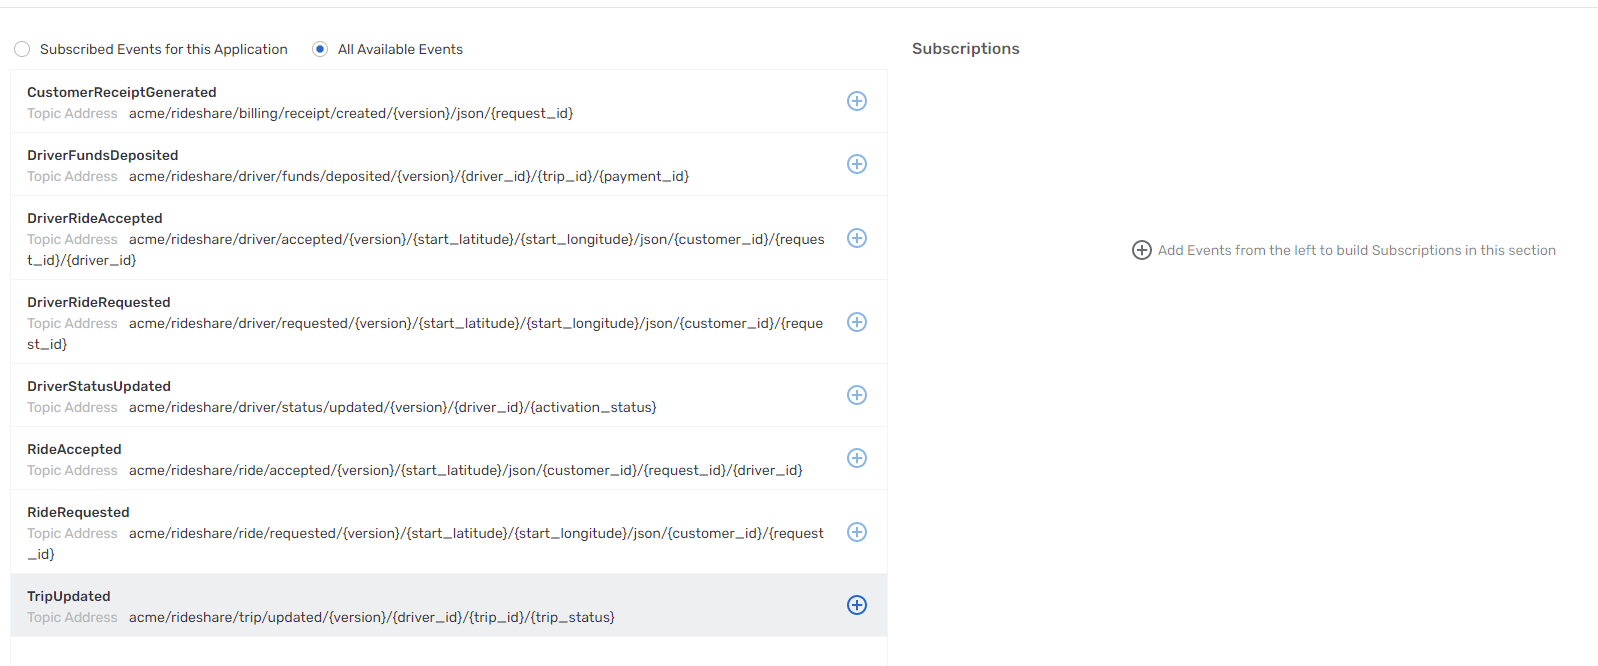 Subscribed Events for this Application All Available Events Subscriptions
CustomerReceiptGenerated
Topic Address acme/rideshare/billing/receipt/created/{version}/json/{request_id}
DriverFundsDeposited
Topic Address acme/rideshare/driver/funds/deposited/{version}/{driver_id}/{trip_id}/{payment_id}
DriverRideAccepted
Topic Address acme/rideshare/driver/accepted/{version}/{start_latitude}/{start_longitude}/json/{customer_id}/{reques
t_id}/{driver_id}
DriverRideRequested
Topic Address acme/rideshare/driver/requested/{version}/{start_latitude}/{start_longitude}/json/{customer_id}/{reque
st_id}
DriverStatusUpdated
Topic Address acme/rideshare/driver/status/updated/{version}/{driver_id}/{activation_status}
RideAccepted
Topic Address acme/rideshare/ride/accepted/{version}/{start_latitude}/json/{customer_id}/{request_id}/{driver_id}
RideRequested
Topic Address acme/rideshare/ride/requested/{version}/{start_latitude}/{start_longitude}/json/{customer_id}/{request
_id}
TripUpdated
Topic Address acme/rideshare/trip/updated/{version}/{driver_id}/{trip_id}/{trip_status}
Add Events from the left to build Subscriptions in this section